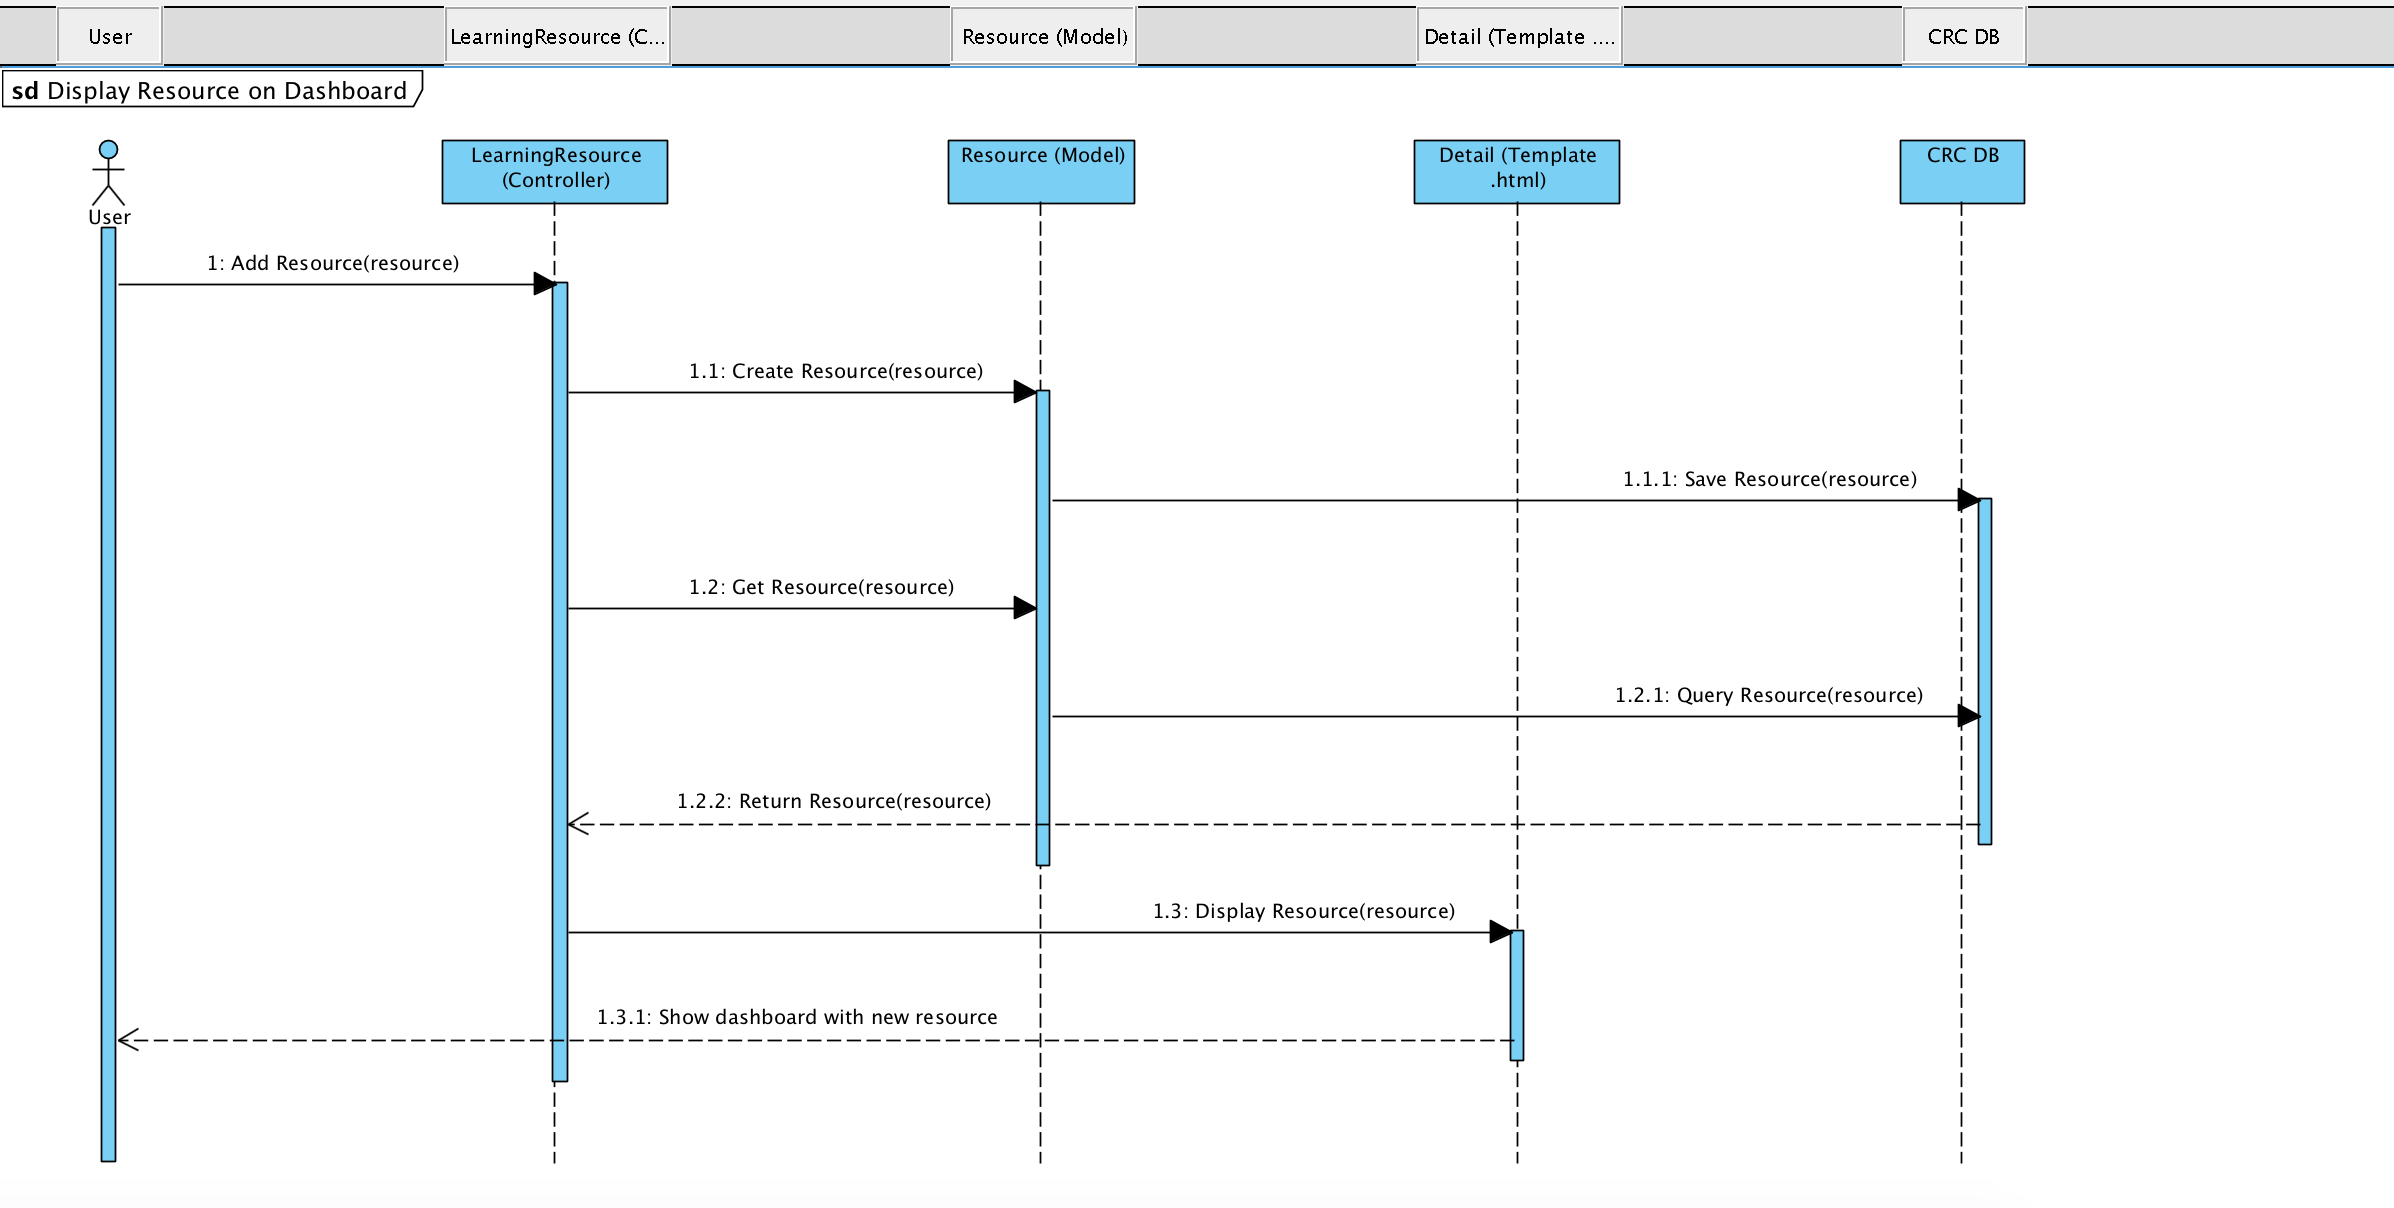 User
LearningResource (C...
Resource (Model)
Detail (Template ....
CRC DB
sd Display Resource on Dashboard
User
LearningResource
(Controller)
Resource (Model)
Detail (Template
.html)
CRC DB
1: Add Resource(resource)
1.1: Create Resource(resource)
1.1.1: Save Resource(resource)
1.2: Get Resource(resource)
1.2.1: Query Resource(resource)
1.2.2: Return Resource(resource)
1.3: Display Resource(resource)
1.3.1: Show dashboard with new resource